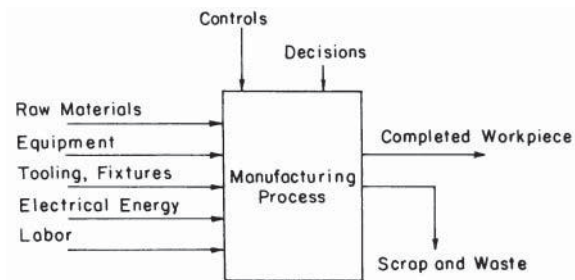 Controls
Decisions
Raw Materials
Equipment
Tooling, Fixtures
Electrical Energy
Labor
Manufacturing
Process
Completed Workpiece
Scrap and Waste